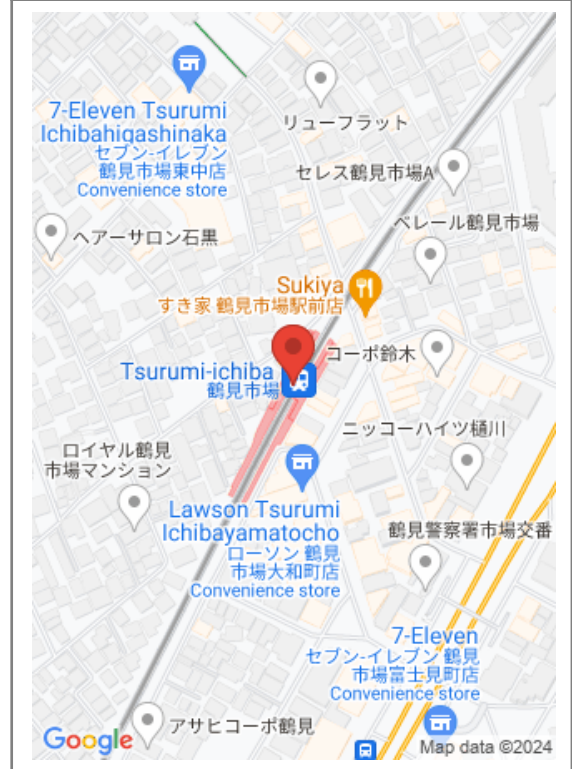 7-Eleven Tsurumi
Ichibahigashinaka
セブン-イレブン
鶴見市場東中店
Convenience store
リューフラット
セレス鶴見市場A
ベレール鶴見市場
ヘアーサロン石黒
Sukiya
すき家 鶴見市場駅前店
コーポ鈴木
Tsurumi-ichiba
鶴見市場
ニッコーハイツ樋川
ロイヤル鶴見
市場マンション
Lawson Tsurumi
Ichibayamatocho
ローソン 鶴見
市場大和町店
Convenience store
鶴見警察署市場交番
7-Eleven
セブン-イレブン 鶴見
市場富士見町店
Convenience store
アサヒコーポ鶴見
Google
Map data ©2024